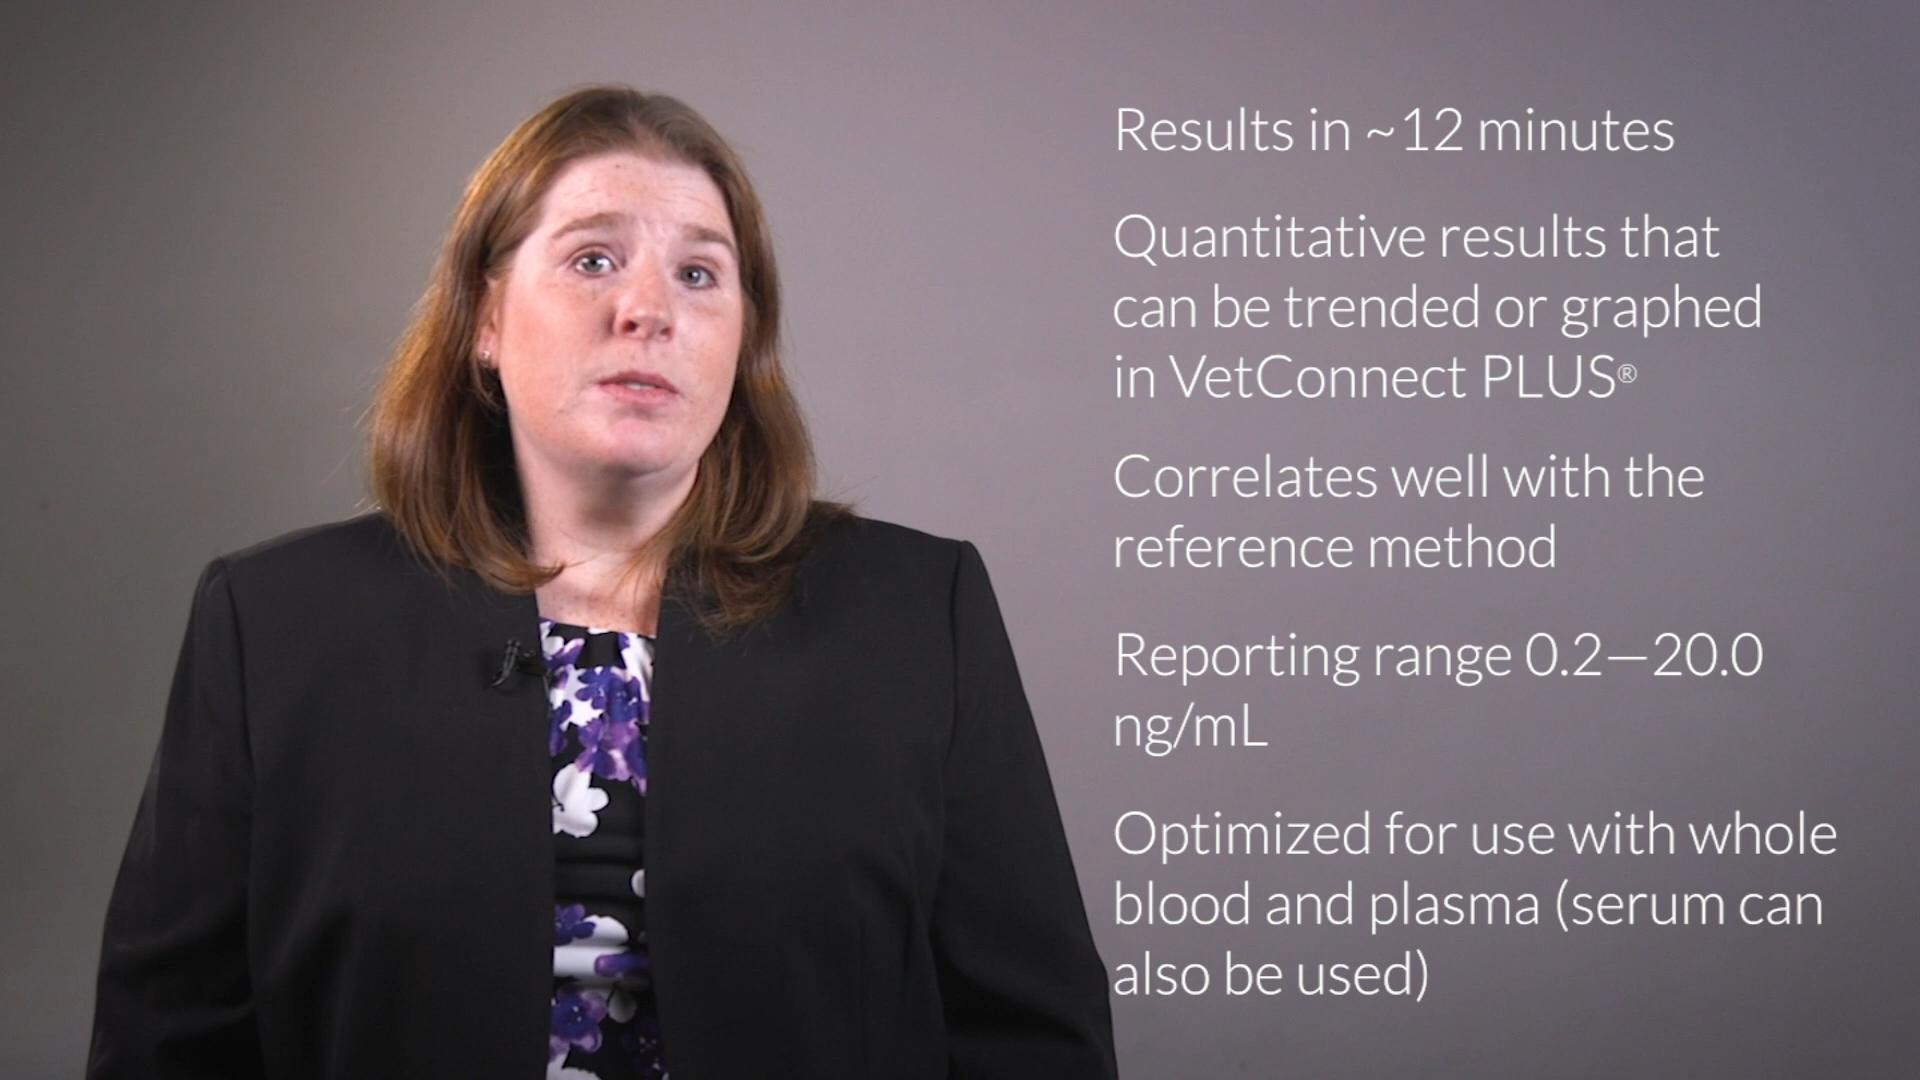 Results in ~12 minutes
Quantitative results that
can be trended or graphed
in VetConnect PLUS®
Correlates well with the
reference method
Reporting range 0.2—20.0
ng/mL
Optimized for use with whole
blood and plasma (serum can
also be used)